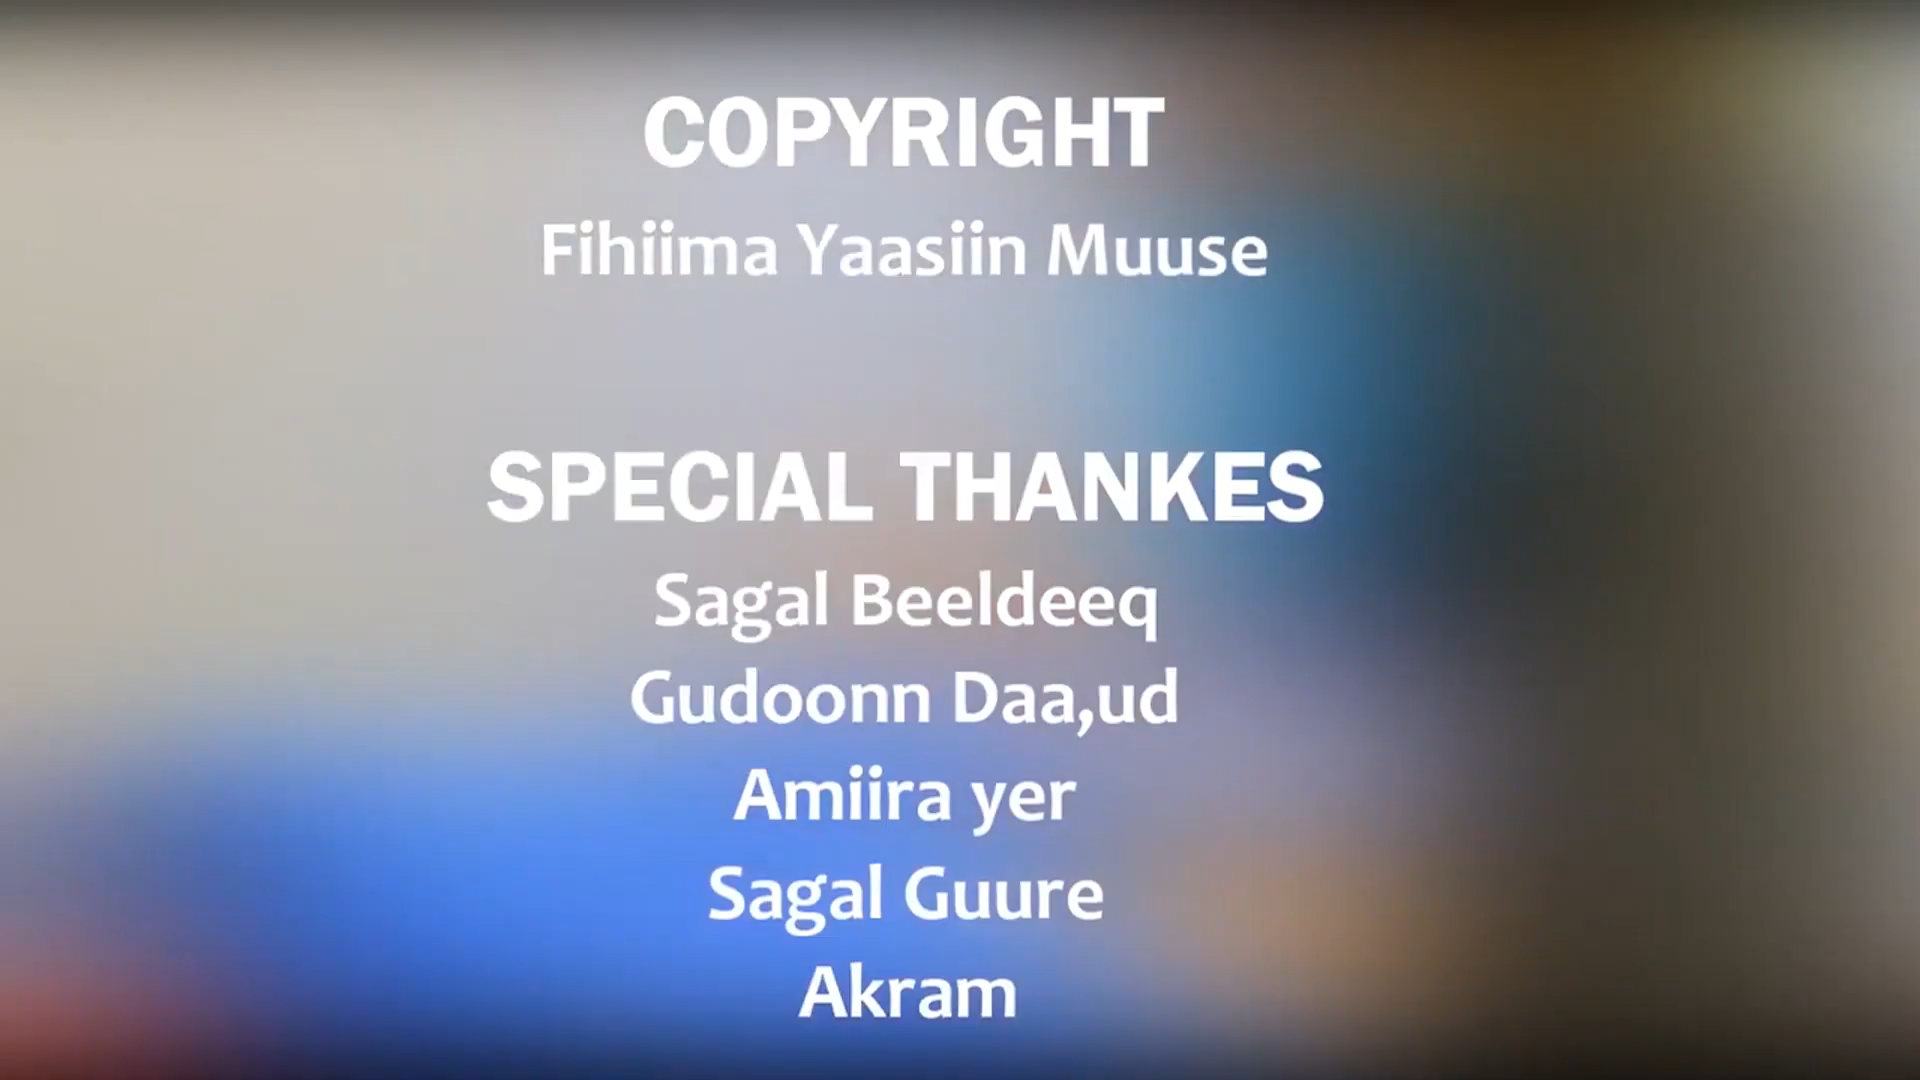 COPYRIGHT
Fihiima Yaasiin Muuse
SPECIAL THANKES
Sagal Beeldeeq
Gudoonn Daa,ud
Amiira yer
Sagal Guure
Akram